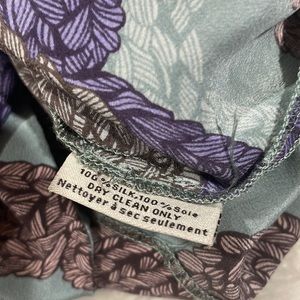 100%SILK.100%Soie
DRY CLEAN ONLY
Nettoyer à sec seulement